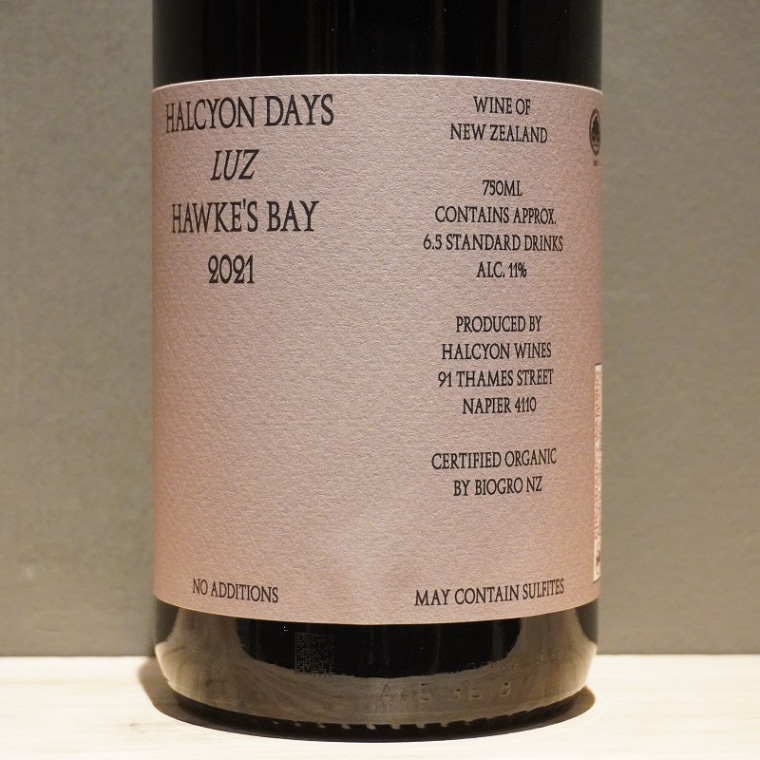 HALCYON DAYS
LUZ
HAWKE'S BAY
2021
NO ADDITIONS
WINE OF
NEW ZEALAND
750ML
CONTAINS APPROX.
6.5 STANDARD DRINKS
ALC. 11%
PRODUCED BY
HALCYON WINES
91 THAMES STREET
NAPIER 4110
CERTIFIED ORGANIC
BY BIOGRO NZ
MAY CONTAIN SULFITES